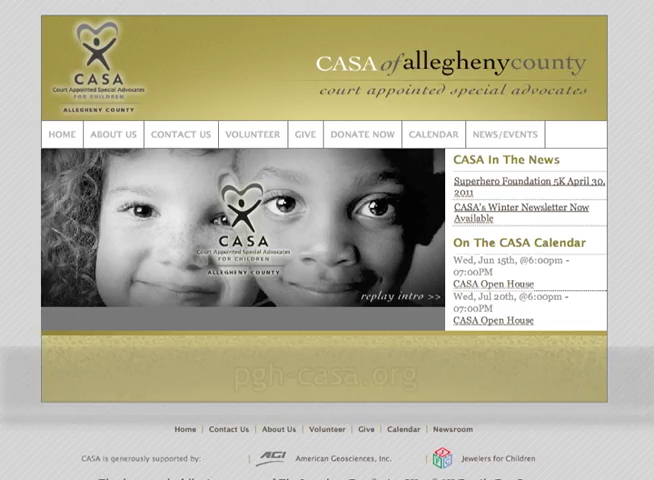 CASA
Court Appointed Special Advocates
FOR CHILDREN
ALLEGHENY COUNTY
CASA of alleghenycounty
court appointed special advocates
HOME ABOUT US CONTACT US VOLUNTEER GIVE DONATE NOW CALENDAR NEWS/EVENTS
CASA
Court Appointed Special Advocates
FOR CHILDREN
ALLEGHENY COUNTY
replay intro >>
CASA In The News
Superhero Foundation 5K April 30,
2011
CASA's Winter Newsletter Now
Available
On The CASA Calendar
Wed, Jun 15th, @6:00pm -
07:00PM
CASA Open House
Wed, Jul 20th, @6:00pm -
07:00PM
CASA Open House
pgh-casa.org
Home | Contact Us | About Us | Volunteer | Give | Calendar | Newsroom
CASA is generously supported by: | AGI American Geosciences, Inc. | Jewelers for Children